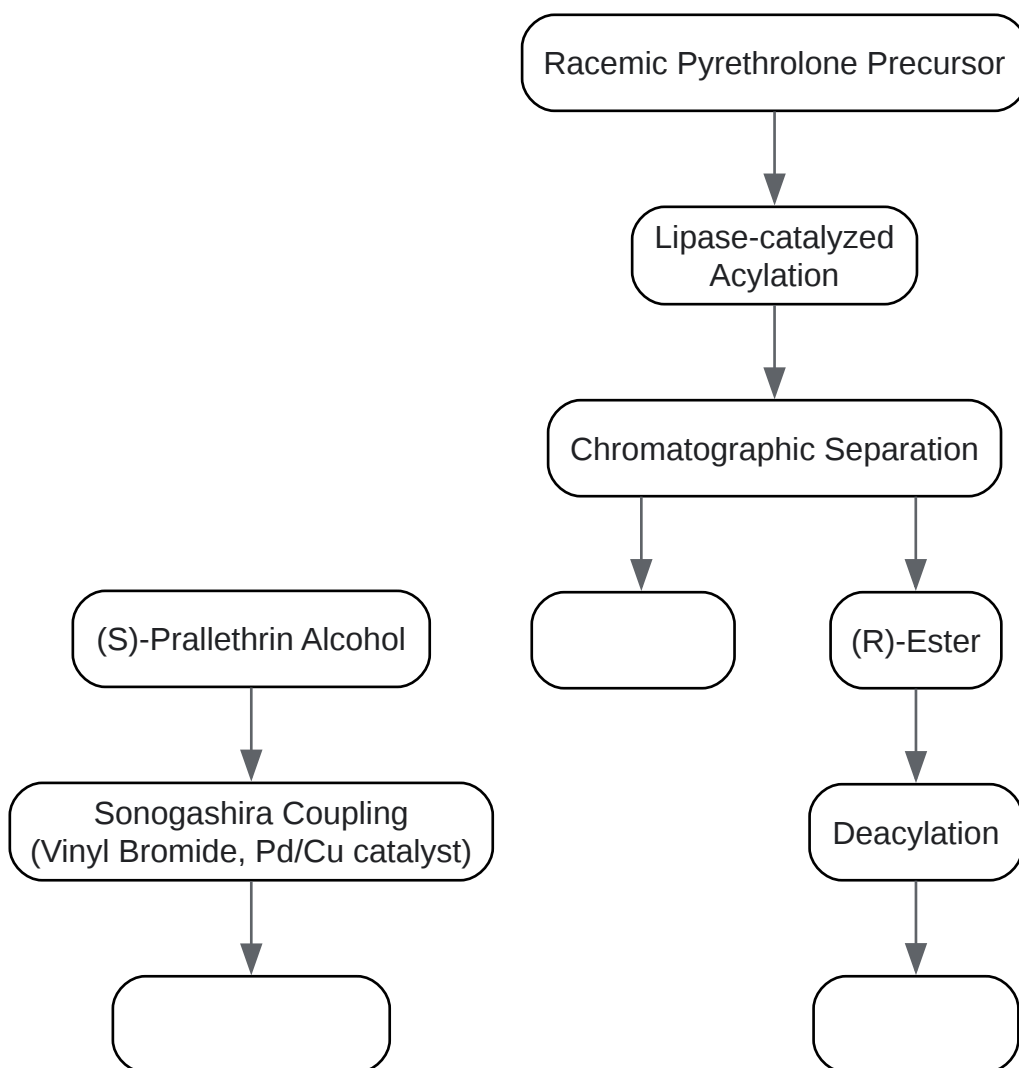 Racemic Pyrethrolone Precursor
Lipase-catalyzed
Acylation
Chromatographic Separation
(S)-Prallethrin Alcohol
(R)-Ester
Sonogashira Coupling
(Vinyl Bromide, Pd/Cu catalyst)
Deacylation